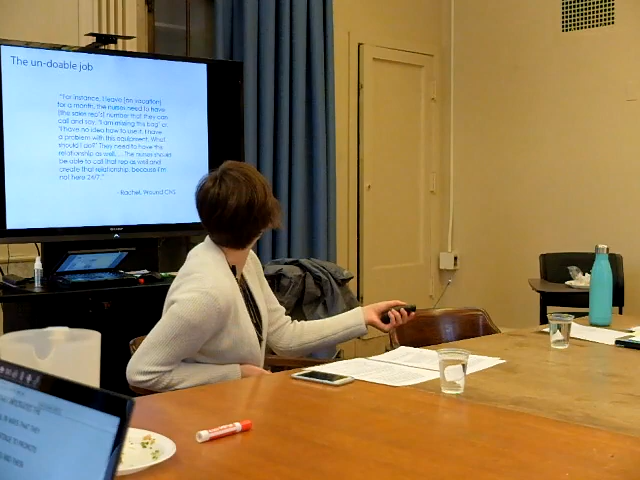 The un-doable job
"For instance, I leave [on vacation]
for a month, the nurses need to have
[the sales rep's] number that they can
call and say, "I am missing this bag" or,
"I have no idea how to use it, I have
a problem with this equipment. What
should I do?" They need to have this
relationship as well. ... The nurses should
be able to call that rep as well and
create that relationship, because I'm
not here 24/7."
- Rachel, Wound CNS
SHARP